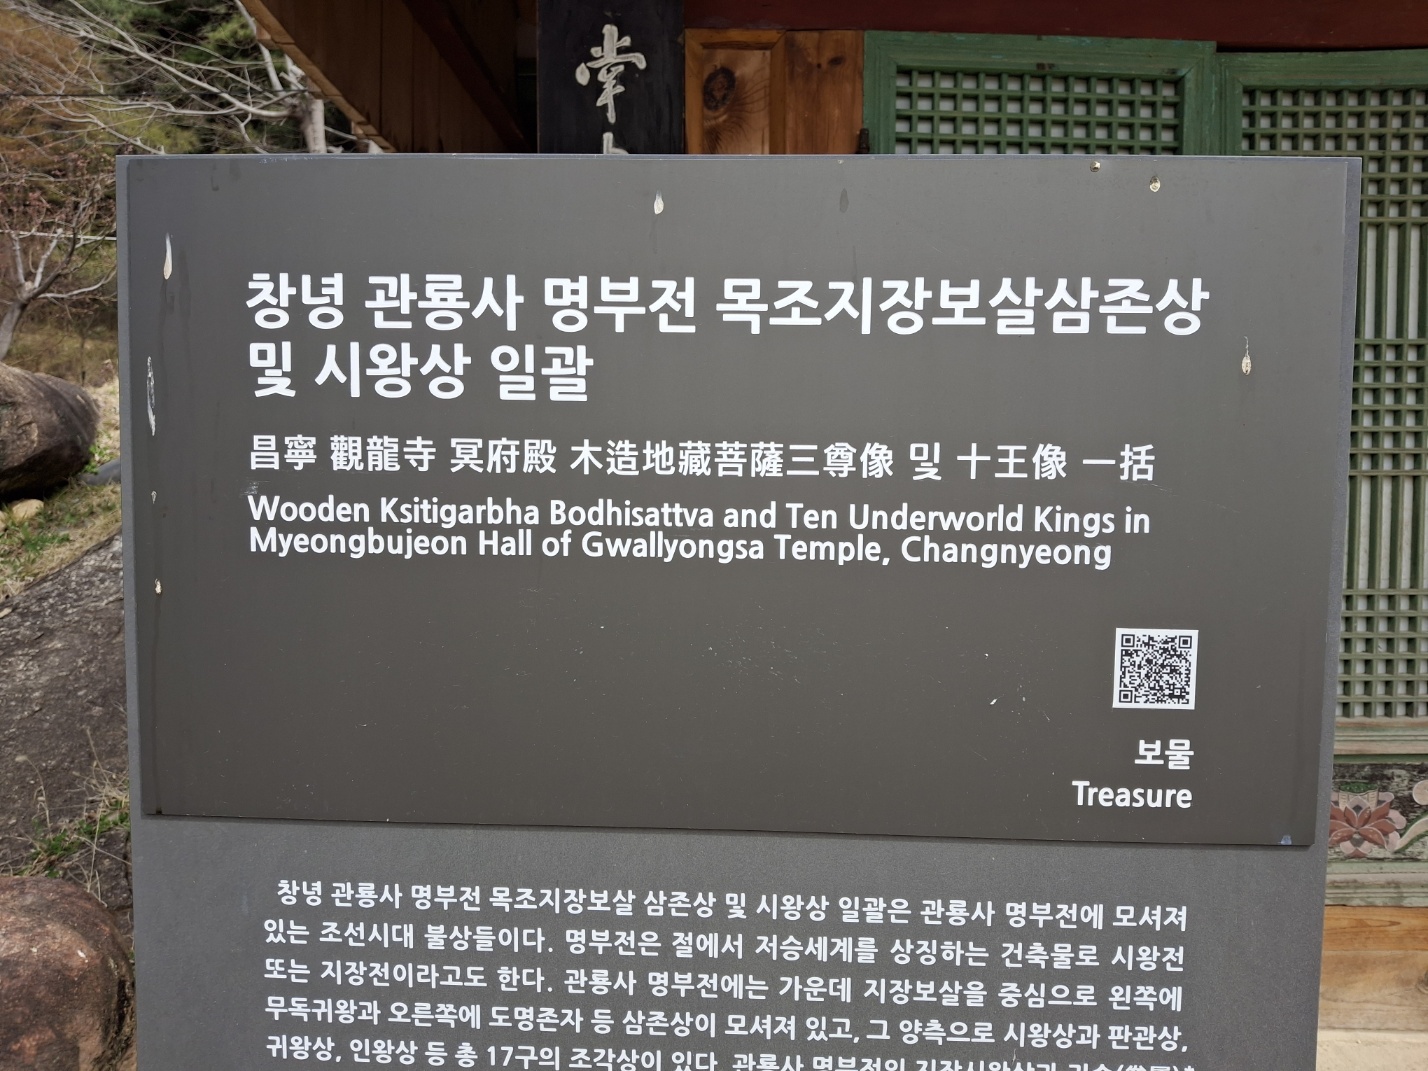 掌
창녕 관룡사 명부전 목조지장보살삼존상
및 시왕상 일괄
昌寧 觀龍寺 冥府殿 木造地藏菩薩三尊像 및 十王像 一括
Wooden Ksitigarbha Bodhisattva and Ten Underworld Kings in
Myeongbujeon Hall of Gwallyongsa Temple, Changnyeong
보물
Treasure
창녕 관룡사 명부전 목조지장보살 삼존상 및 시왕상 일괄은 관룡사 명부전에 모셔져
있는 조선시대 불상들이다. 명부전은 절에서 저승세계를 상징하는 건축물로 시왕전
또는 지장전이라고도 한다. 관룡사 명부전에는 가운데 지장보살을 중심으로 왼쪽에
무독귀왕과 오른쪽에 도명존자 등 삼존상이 모셔져 있고, 그 양측으로 시왕상과 판관상,
귀왕상, 인왕상 등 총 17구의 조각상이 있다. 관룡사 명부전의